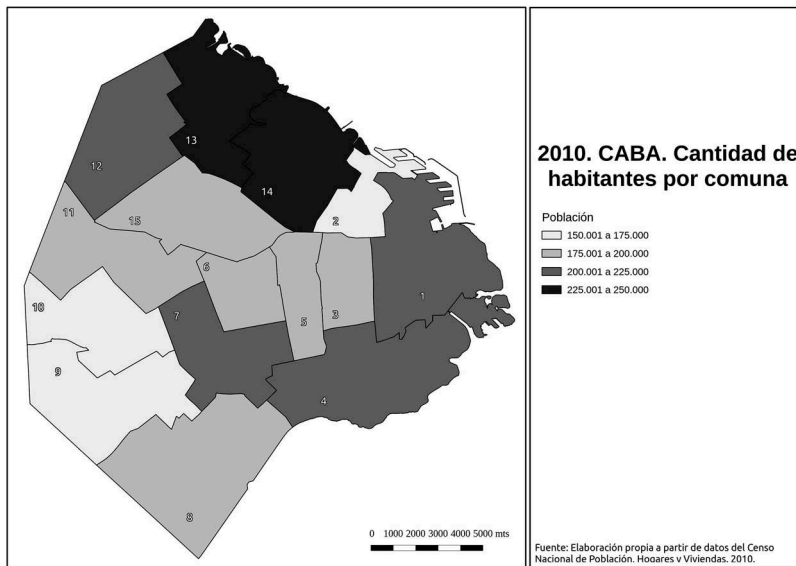 13
12
14
11
15
2
6
1
10
7
3
5
9
4
8
0 1000 2000 3000 4000 5000 mts
2010. CABA. Cantidad de
habitantes por comuna
Población
150.001 a 175.000
175.001 a 200.000
200.001 a 225.000
225.001 a 250.000
Fuente: Elaboración propia a partir de datos del Censo
Nacional de Población, Hogares y Viviendas. 2010.